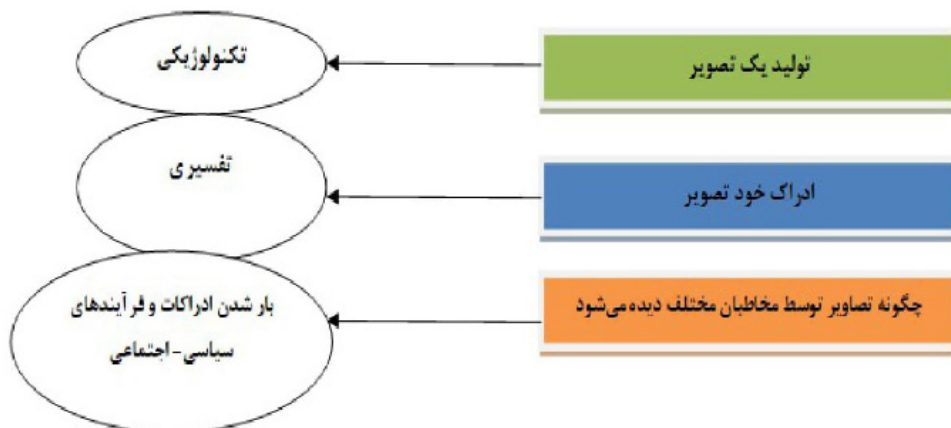 تولید یک تصویر
تکنولوژیکی
ادراک خود تصویر
تفسیری
چگونه تصاویر توسط مخاطبان مختلف دیده می‌شود
بار شدن ادراکات و فرآیندهای
سیاسی- اجتماعی